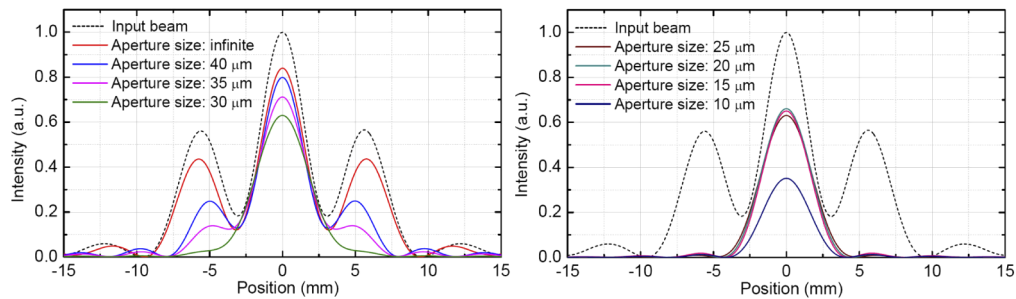 1.0
0.8
0.6
0.4
0.2
0.0
Intensity (a.u.)
Input beam
Aperture size: infinite
Aperture size: 40 μm
Aperture size: 35 μm
Aperture size: 30 μm
-15 -10 -5 0 5 10 15
Position (mm)
1.0
0.8
0.6
0.4
0.2
0.0
Intensity (a.u.)
Input beam
Aperture size: 25 μm
Aperture size: 20 μm
Aperture size: 15 μm
Aperture size: 10 μm
-15 -10 -5 0 5 10 15
Position (mm)